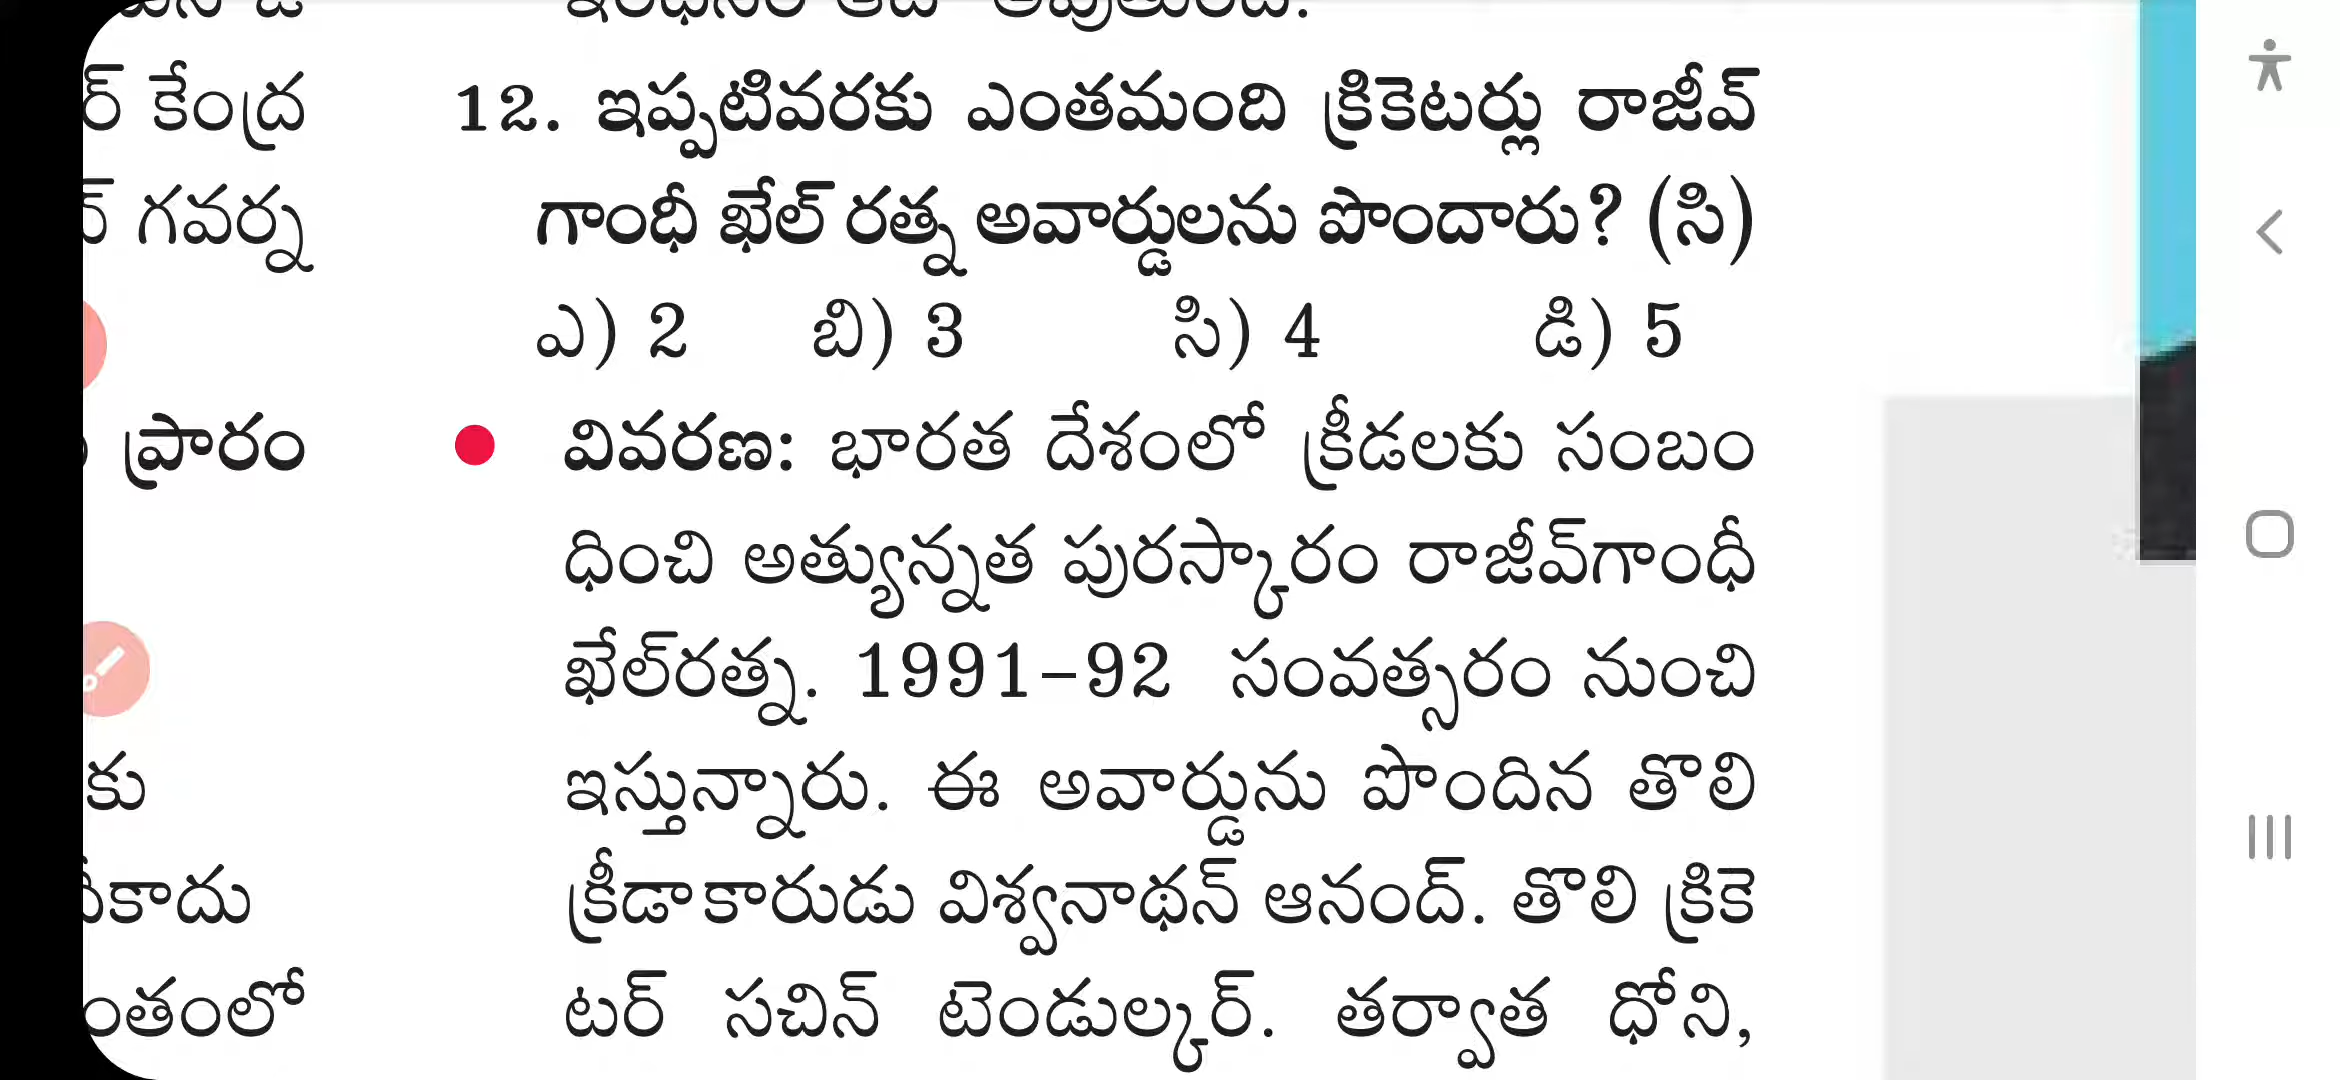 ర్ కేంద్ర
గవర్న
ప్రారం
కు
కాదు
తంలో
12. ఇప్పటివరకు ఎంతమంది క్రికెటర్లు రాజీవ్
గాంధీ ఖేల్ రత్న అవార్డులను పొందారు? (సి)
ఎ) 2 బి) 3 సి) 4 డి) 5
● వివరణ: భారత దేశంలో క్రీడలకు సంబం
ధించి అత్యున్నత పురస్కారం రాజీవ్‌గాంధీ
ఖేల్‌రత్న. 1991–92 సంవత్సరం నుంచి
ఇస్తున్నారు. ఈ అవార్డును పొందిన తొలి
క్రీడాకారుడు విశ్వనాథన్ ఆనంద్. తొలి క్రికె
టర్ సచిన్ టెండుల్కర్. తర్వాత ధోని,